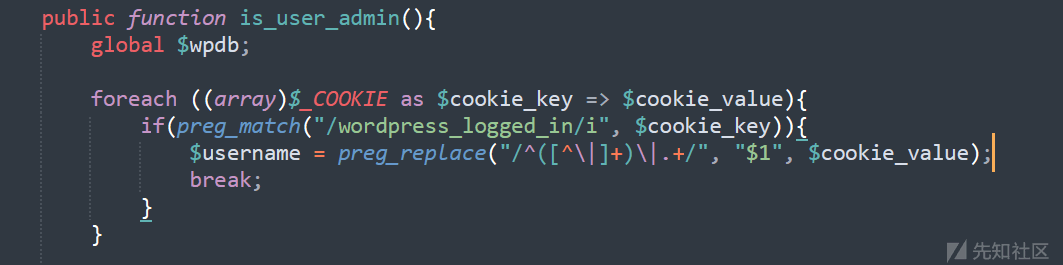 public function is_user_admin(){
global $wpdb;
foreach ((array)$_COOKIE as $cookie_key => $cookie_value){
if(preg_match("/wordpress_logged_in/i", $cookie_key)){
$username = preg_replace("/^([^\|]+)\|.+/", "$1", $cookie_value);
break;
}
}
先知社区